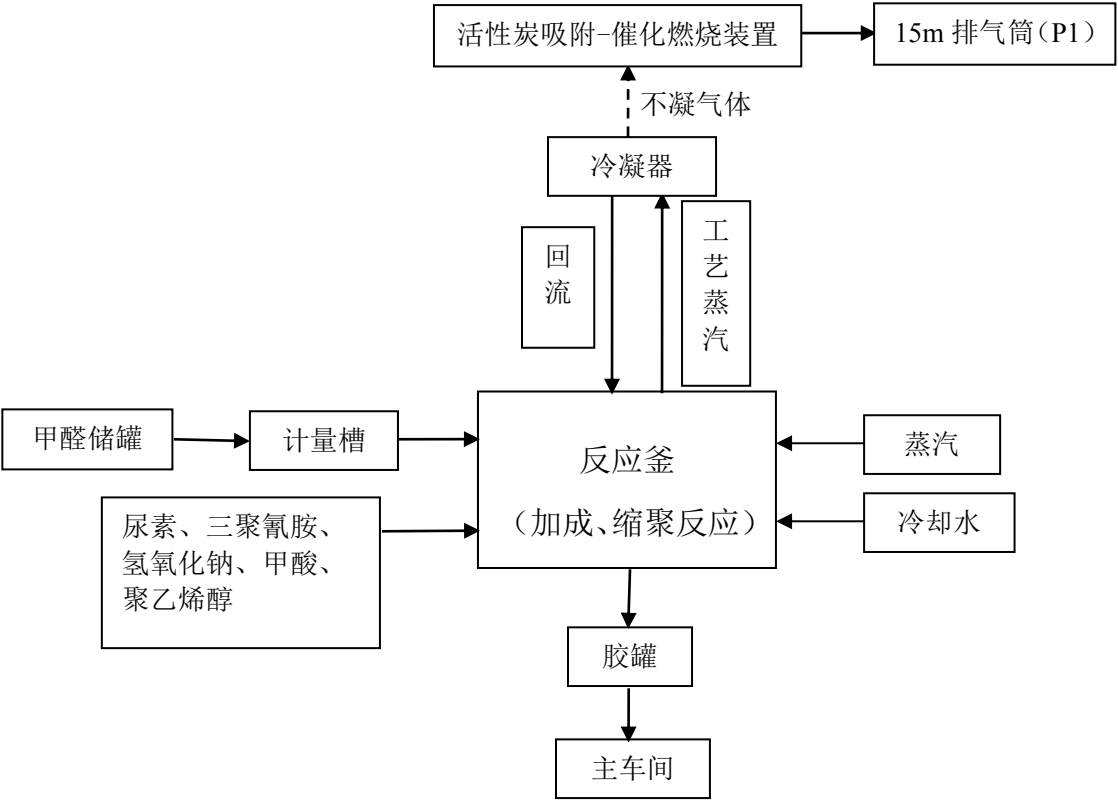 活性炭吸附-催化燃烧装置
15m 排气筒（P1）
不凝气体
冷凝器
回流
工艺蒸汽
甲醛储罐
计量槽
反应釜
（加成、缩聚反应）
蒸汽
冷却水
尿素、三聚氰胺、
氢氧化钠、甲酸、
聚乙烯醇
胶罐
主车间